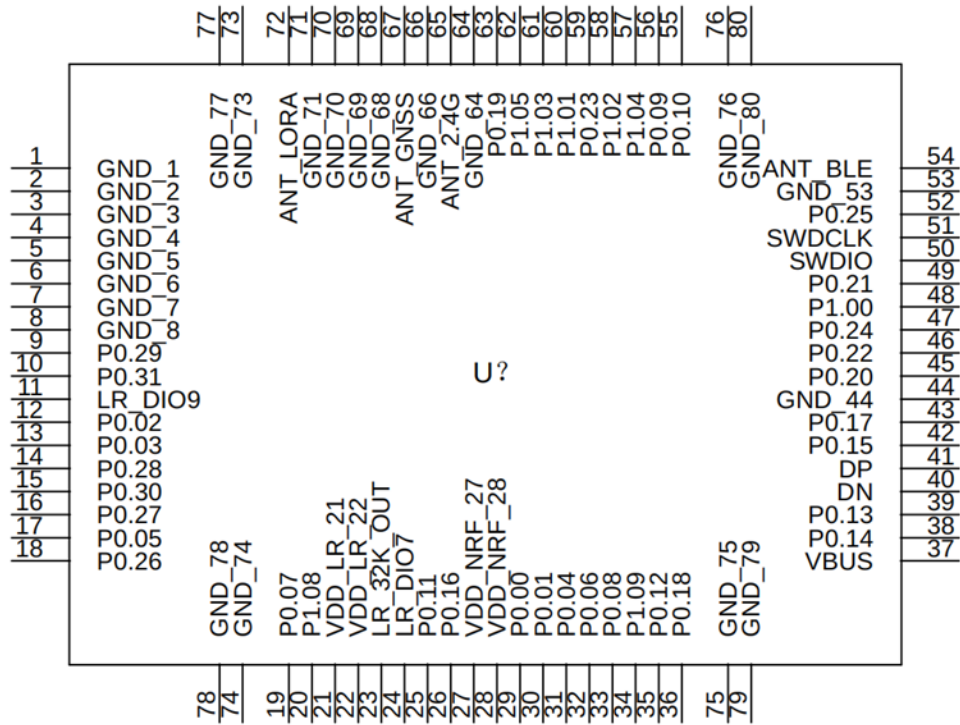 77 73 72 71 70 69 68 67 66 65 64 63 62 61 60 59 58 57 56 55 76 80
GND_77 GND_73 ANT_LORA GND_71 GND_70 GND_69 GND_68 ANT_GNSS GND_66 ANT_2.4G GND_64 P0.19 P1.05 P1.03 P1.01 P0.23 P1.02 P1.04 P0.09 P0.10 GND_76 GND_80
1 GND_1 ANT_BLE 54
2 GND_2 GND_53 53
3 GND_3 P0.25 52
4 GND_4 SWDCLK 51
5 GND_5 SWDIO 50
6 GND_6 P0.21 49
7 GND_7 P1.00 48
8 GND_8 P0.24 47
9 P0.29 P0.22 46
10 P0.31 P0.20 45
11 LR_DIO9 GND_44 44
12 P0.02 P0.17 43
13 P0.03 P0.15 42
14 P0.28 DP 41
15 P0.30 DN 40
16 P0.27 P0.13 39
17 P0.05 P0.14 38
18 P0.26 VBUS 37
U?
GND_78 GND_74 P0.07 P1.08 VDD_LR_21 VDD_LR_22 LR_32K_OUT LR_DIO7 P0.11 P0.16 VDD_NRF_27 VDD_NRF_28 P0.00 P0.01 P0.04 P0.06 P0.08 P1.09 P0.12 P0.18 GND_75 GND_79
78 74 19 20 21 22 23 24 25 26 27 28 29 30 31 32 33 34 35 36 75 79